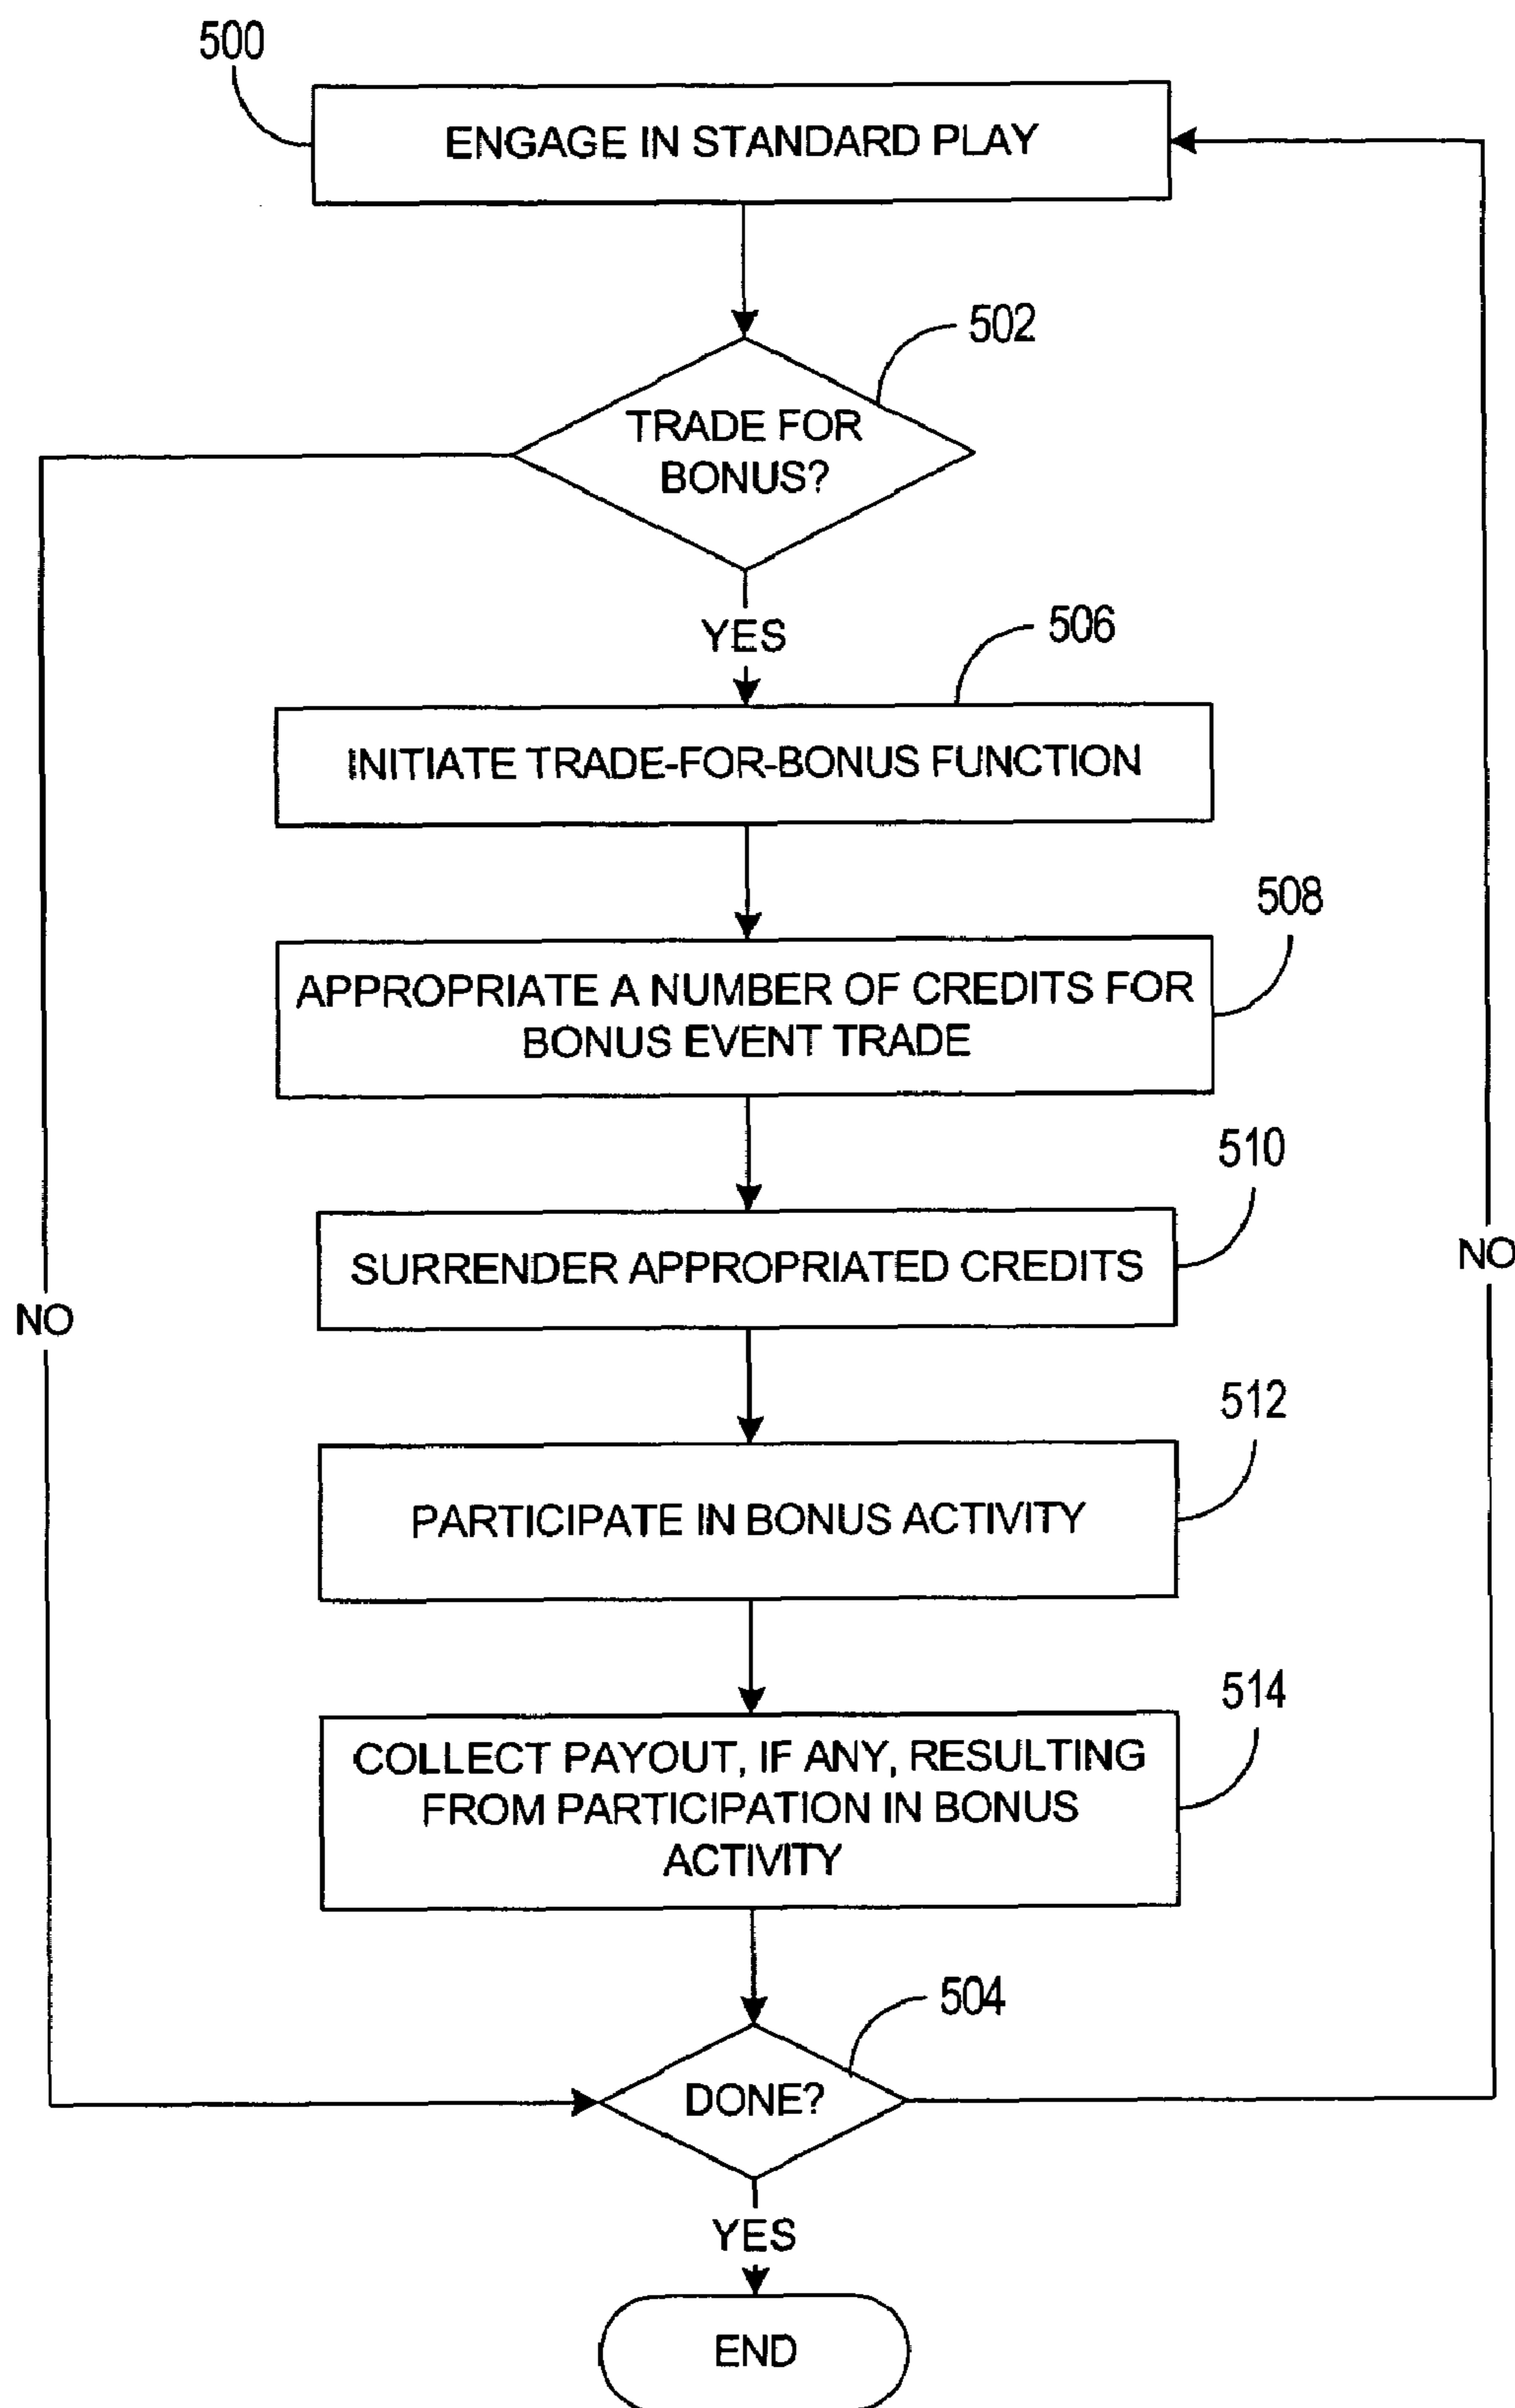 500
ENGAGE IN STANDARD PLAY
502
TRADE FOR
BONUS?
YES
506
INITIATE TRADE-FOR-BONUS FUNCTION
508
APPROPRIATE A NUMBER OF CREDITS FOR
BONUS EVENT TRADE
510
SURRENDER APPROPRIATED CREDITS
NO
NO
512
PARTICIPATE IN BONUS ACTIVITY
514
COLLECT PAYOUT, IF ANY, RESULTING
FROM PARTICIPATION IN BONUS
ACTIVITY
504
DONE?
YES
END